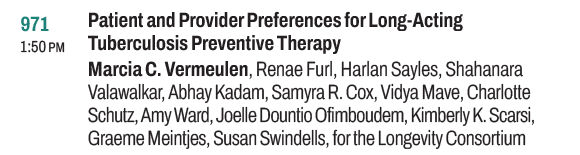 971
1:50 PM
Patient and Provider Preferences for Long-Acting
Tuberculosis Preventive Therapy
Marcia C. Vermeulen, Renae Furl, Harlan Sayles, Shahanara
Valawalkar, Abhay Kadam, Samyra R. Cox, Vidya Mave, Charlotte
Schutz, Amy Ward, Joelle Dountio Ofimboudem, Kimberly K. Scarsi,
Graeme Meintjes, Susan Swindells, for the Longevity Consortium